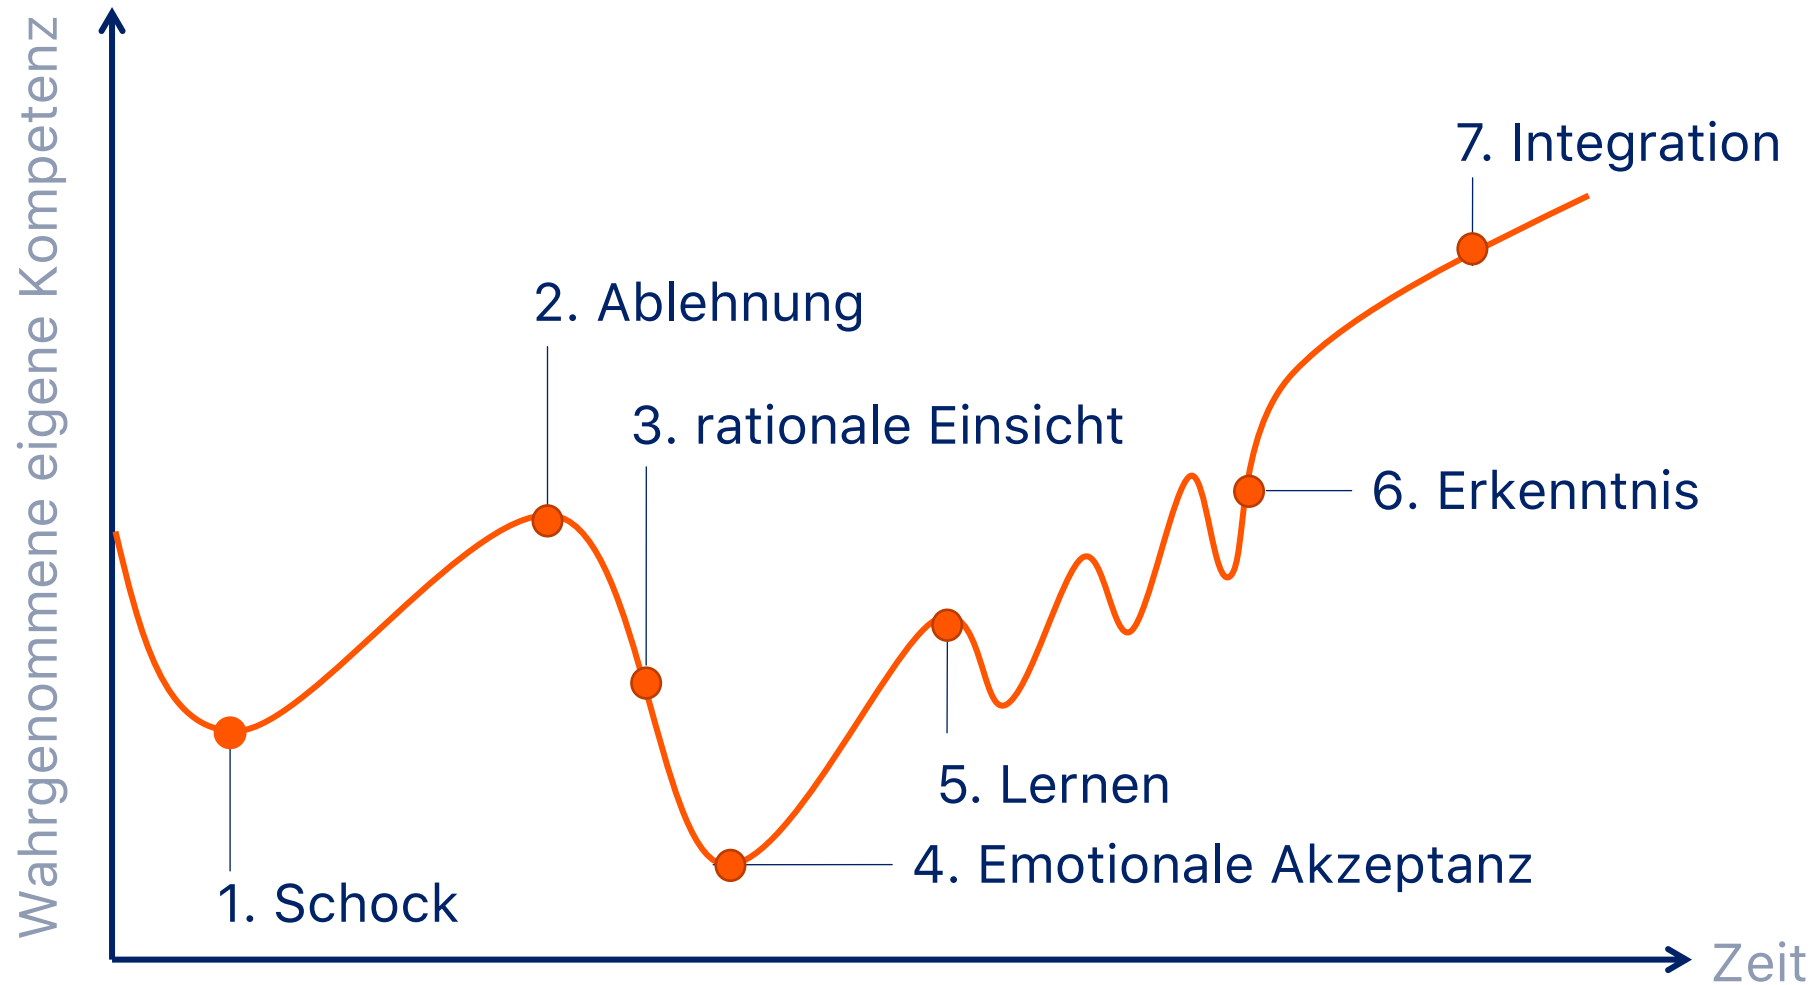 Wahrgenommene eigene Kompetenz
7. Integration
2. Ablehnung
3. rationale Einsicht
6. Erkenntnis
5. Lernen
4. Emotionale Akzeptanz
1. Schock
Zeit